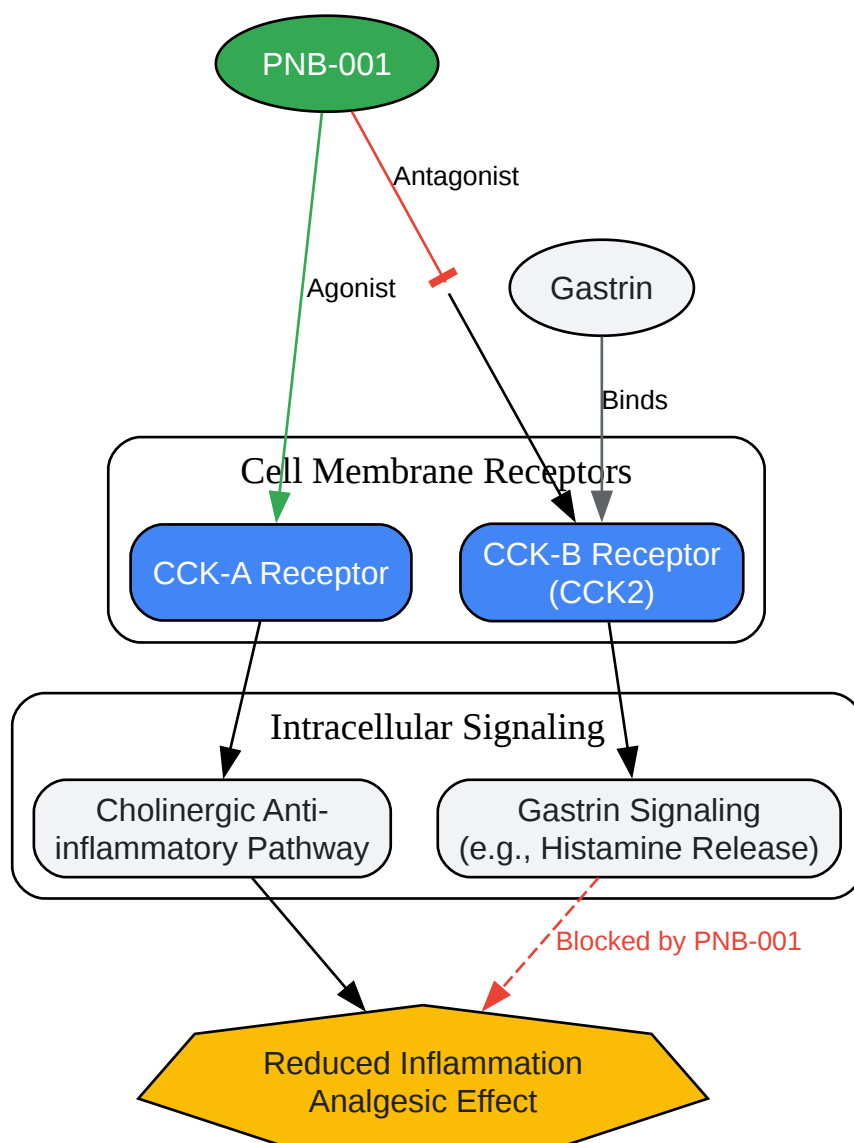 PNB-001
Antagonist
Agonist
Gastrin
Binds
Cell Membrane Receptors
CCK-A Receptor
CCK-B Receptor
(CCK2)
Intracellular Signaling
Cholinergic Anti-
inflammatory Pathway
Gastrin Signaling
(e.g., Histamine Release)
Blocked by PNB-001
Reduced Inflammation
Analgesic Effect